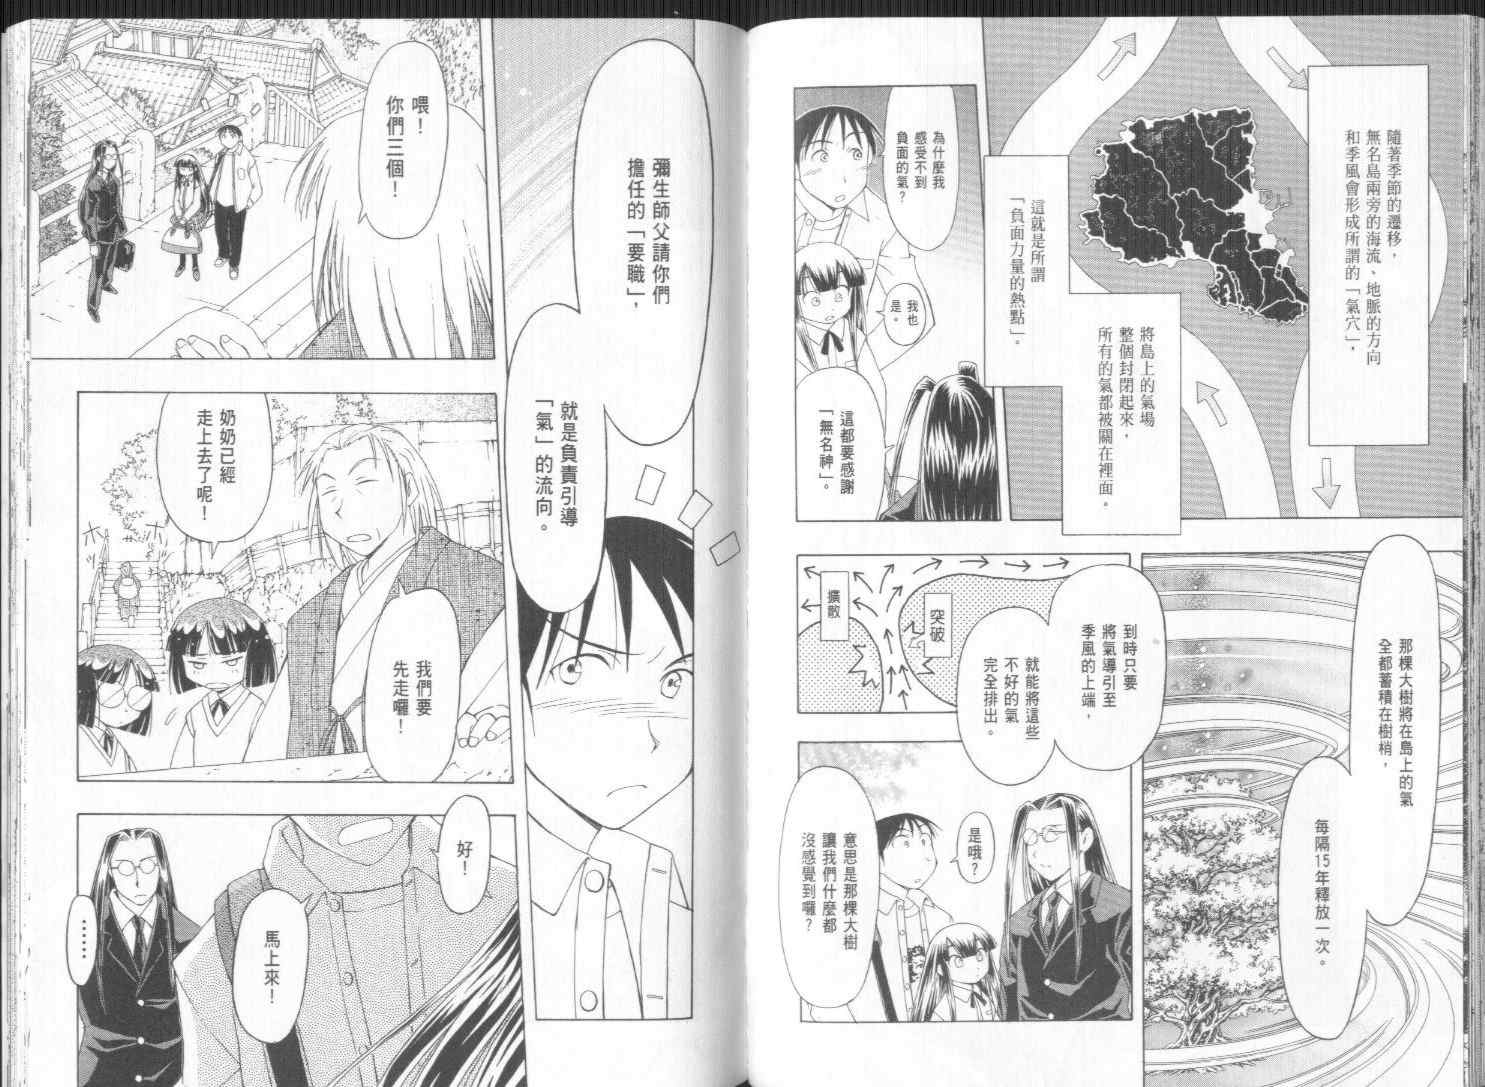 隨著季節的遷移，
無名島兩旁的海流、地脈的方向
和季風會形成所謂的「氣穴」，
將島上的氣場
整個封閉起來，
所有的氣都被關在裡面。
這就是所謂
「負面力量的熱點」。
為什麼我
感受不到
負面的氣？
我也
是。
這都要感謝
「無名神」。
那棵大樹將在島上的氣
全都蓄積在樹梢，
每隔15年釋放一次。
到時只要
將氣導引至
季風的上端，
就能將這些
不好的氣
完全排出。
突破
擴散
是哦？
意思是那棵大樹
讓我們什麼都
沒感覺到囉？
彌生師父請你們
擔任的「要職」，
就是負責引導
「氣」的流向。
喂！
你們三個！
奶奶已經
走上去了呢！
我們要
先走囉！
好！
馬上來！
……